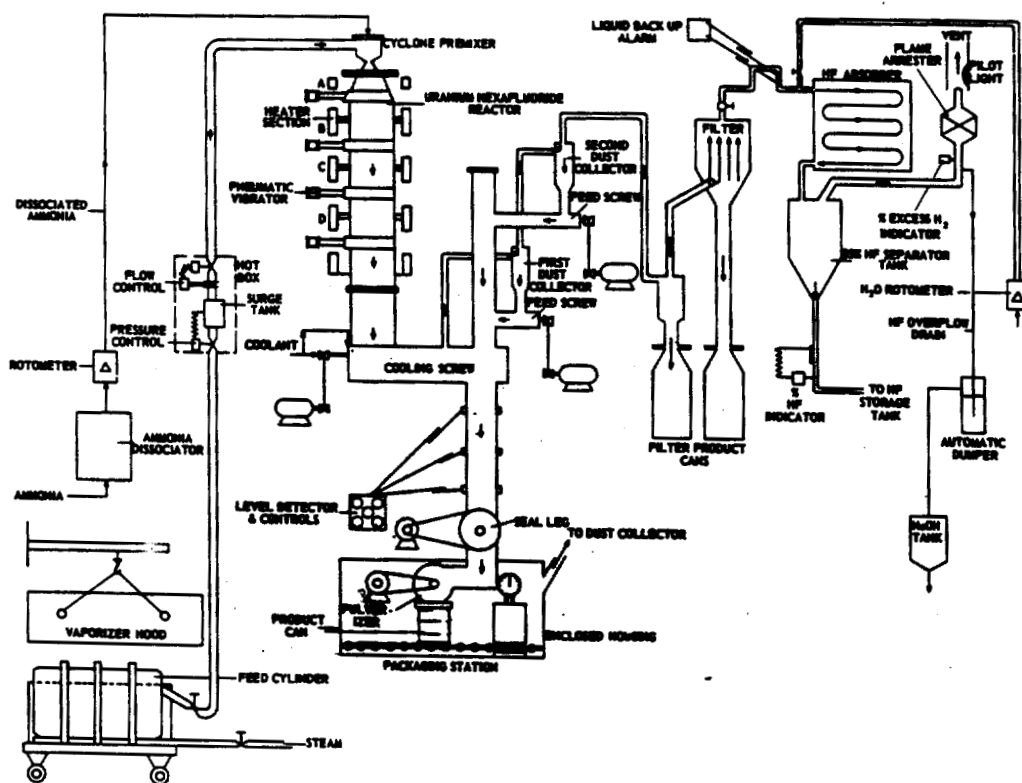 LIQUID BACK UP
ALARM
VENT
FLAME
ARRESTER
PILOT
LIGHT
HF ABSORBER
CYCLONE PREMIXER
A
URANIUM HEXAFLUORIDE
REACTOR
HEATER
SECTION
B
C
D
PNEUMATIC
VIBRATOR
DISSOCIATED
AMMONIA
FILTER
SECOND
DUST
COLLECTOR
FEED SCREW
FIRST
DUST
COLLECTOR
FEED SCREW
% EXCESS H2
INDICATOR
HF SEPARATOR
TANK
H2O ROTOMETER
HF OVERFLOW
DRAIN
FLOW
CONTROL
HOT
BOX
SURGE
TANK
PRESSURE
CONTROL
COOLANT
COOLING SCREW
ROTOMETER
AMMONIA
DISSOCIATOR
AMMONIA
%
HF
INDICATOR
TO HF
STORAGE
TANK
AUTOMATIC
DUMPER
FILTER PRODUCT
CANS
LEVEL DETECTOR
& CONTROLS
SEAL LEG
TO DUST COLLECTOR
TANK
PULVER
IZER
PRODUCT
CAN
ENCLOSED HOUSING
PACKAGING STATION
VAPORIZER HOOD
FEED CYLINDER
STEAM